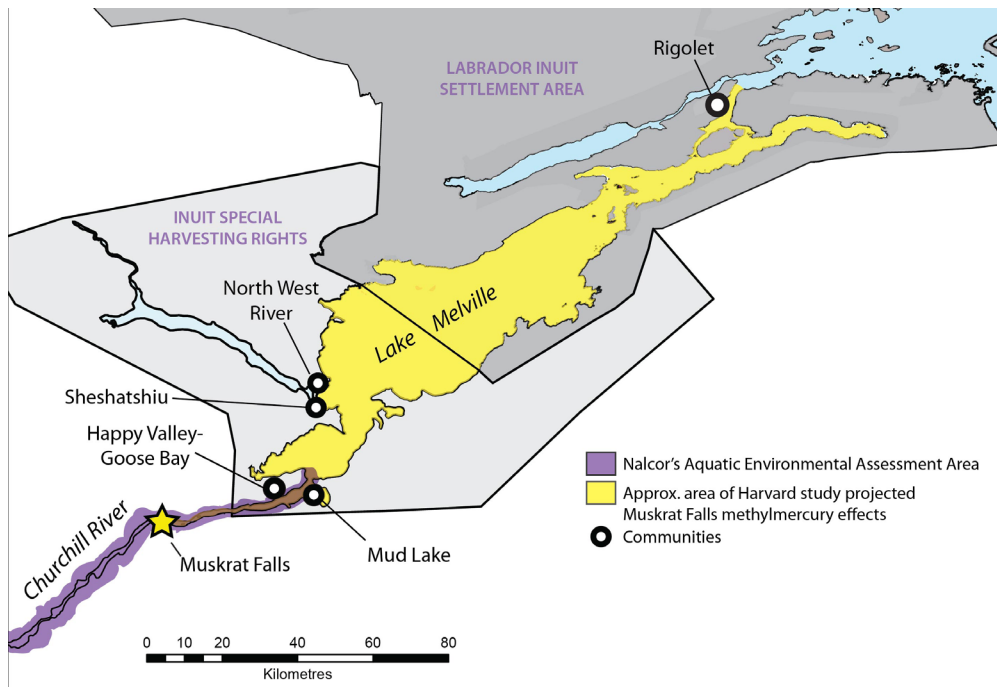 Rigolet
LABRADOR INUIT
SETTLEMENT AREA
INUIT SPECIAL
HARVESTING RIGHTS
North West
River
Lake Melville
Sheshatshiu
Happy Valley-
Goose Bay
Churchill River
Muskrat Falls
Mud Lake
Nalcor's Aquatic Environmental Assessment Area
Approx. area of Harvard study projected
Muskrat Falls methylmercury effects
Communities
0 10 20 40 60 80
Kilometres